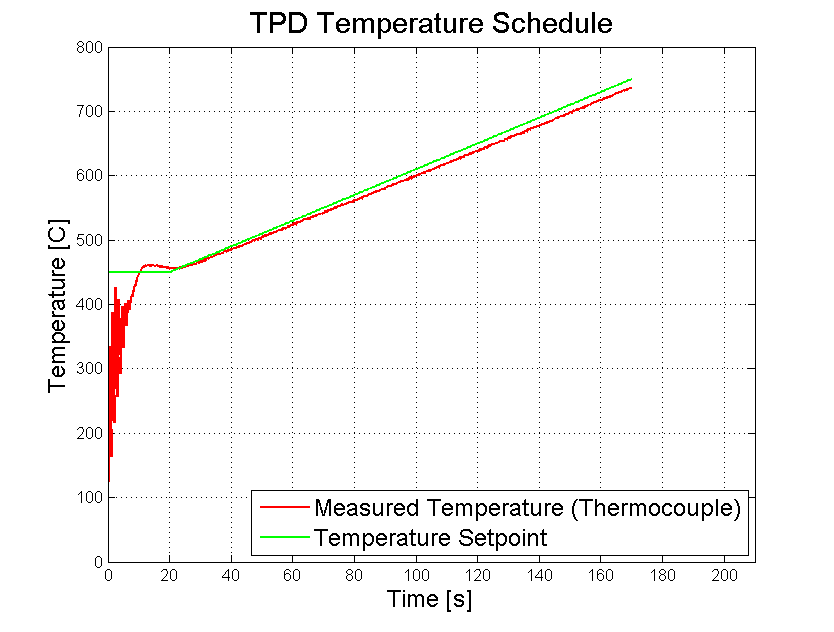 TPD Temperature Schedule
800
700
600
500
400
300
200
100
0
Temperature [C]
Measured Temperature (Thermocouple)
Temperature Setpoint
0 20 40 60 80 100 120 140 160 180 200
Time [s]